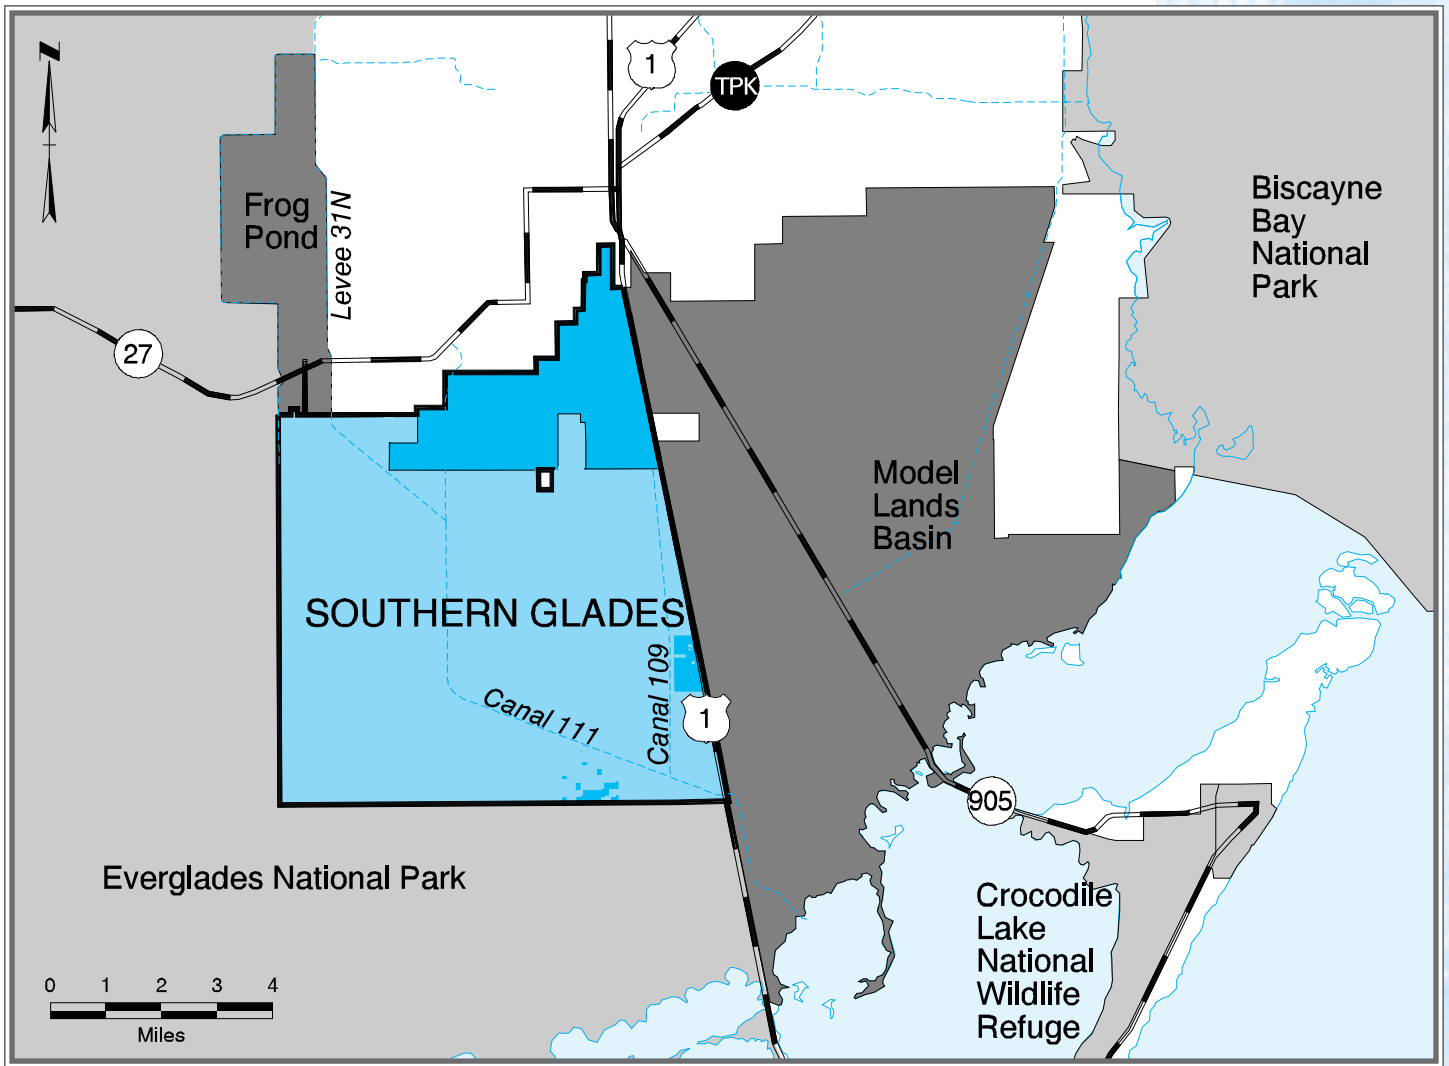 N
1
TPK
Frog
Pond
Levee 31N
Biscayne
Bay
National
Park
27
Model
Lands
Basin
SOUTHERN GLADES
Canal 109
Canal 111
1
905
Everglades National Park
Crocodile
Lake
National
Wildlife
Refuge
0 1 2 3 4
Miles